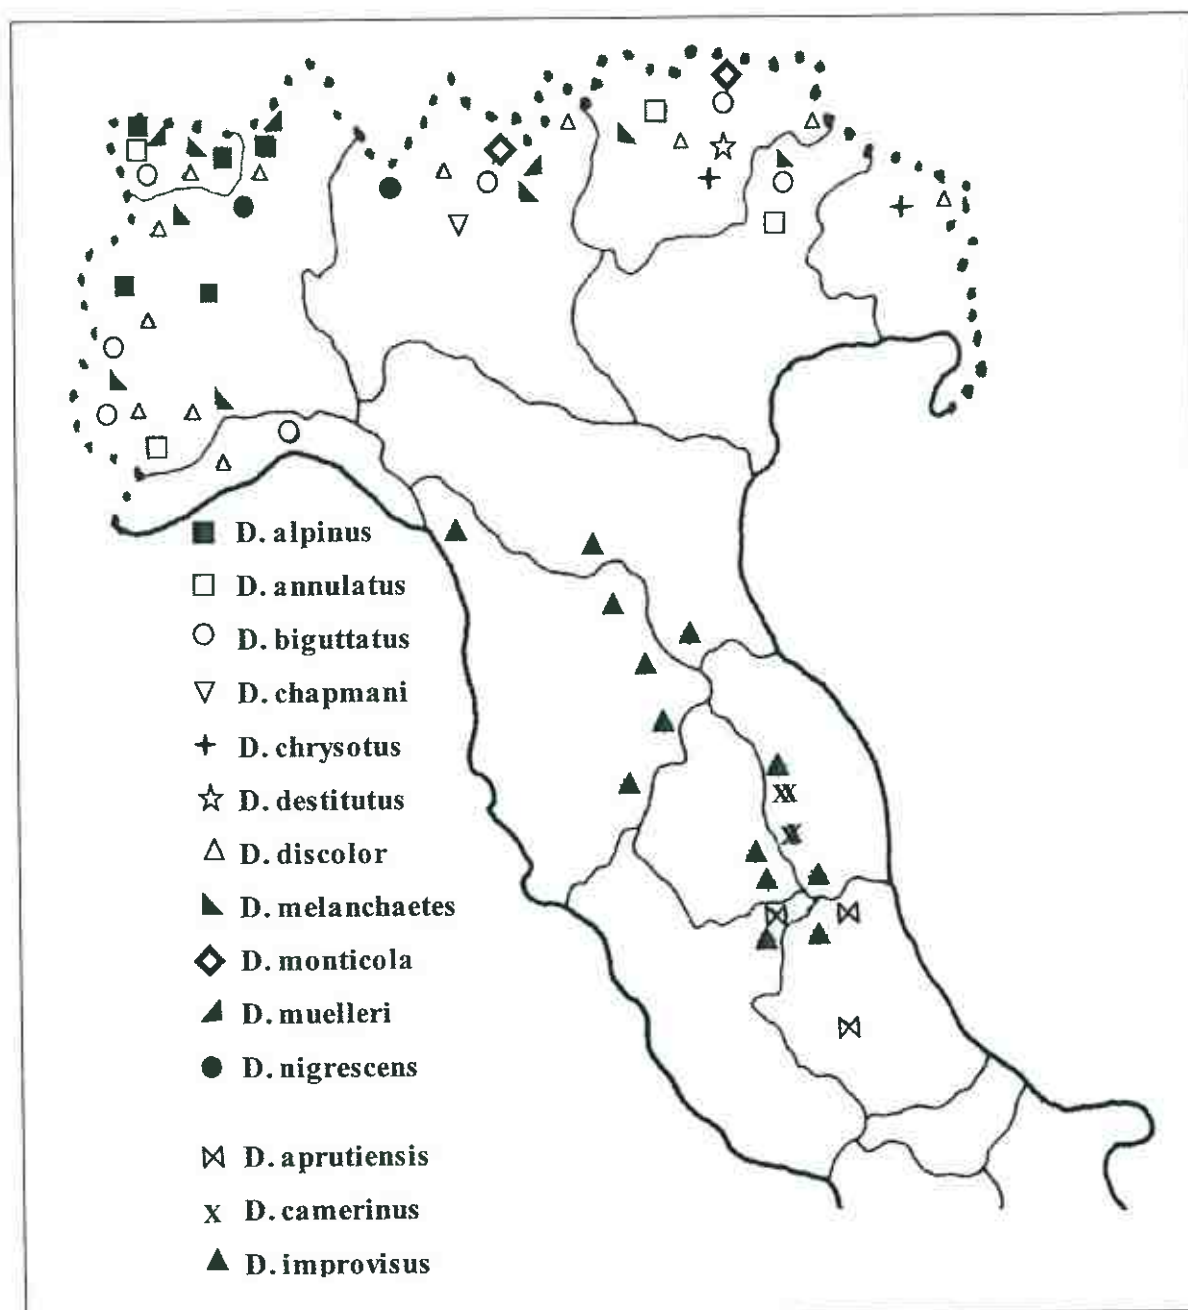 D. alpinus
D. annulatus
D. biguttatus
D. chapmani
D. chrysotus
D. destitutus
D. discolor
D. melanchaetes
D. monticola
D. muelleri
D. nigrescens
D. aprutiensis
D. camerinus
D. improvisus